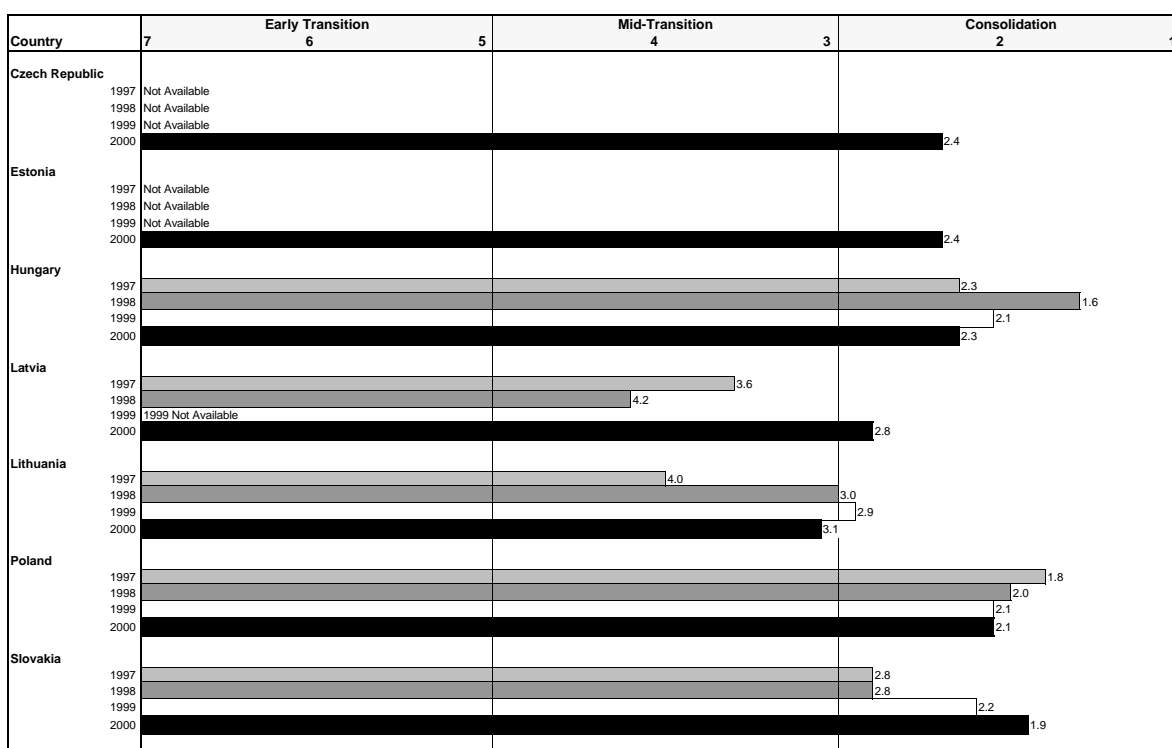 Early Transition Mid-Transition Consolidation
Country 7 6 5 4 3 2 1
Czech Republic
1997 Not Available
1998 Not Available
1999 Not Available
2000 2.4
Estonia
1997 Not Available
1998 Not Available
1999 Not Available
2000 2.4
Hungary
1997 2.3
1998 1.6
1999 2.1
2000 2.3
Latvia
1997 3.6
1998 4.2
1999 1999 Not Available
2000 2.8
Lithuania
1997 4.0
1998 3.0
1999 2.9
2000 3.1
Poland
1997 1.8
1998 2.0
1999 2.1
2000 2.1
Slovakia
1997 2.8
1998 2.8
1999 2.2
2000 1.9